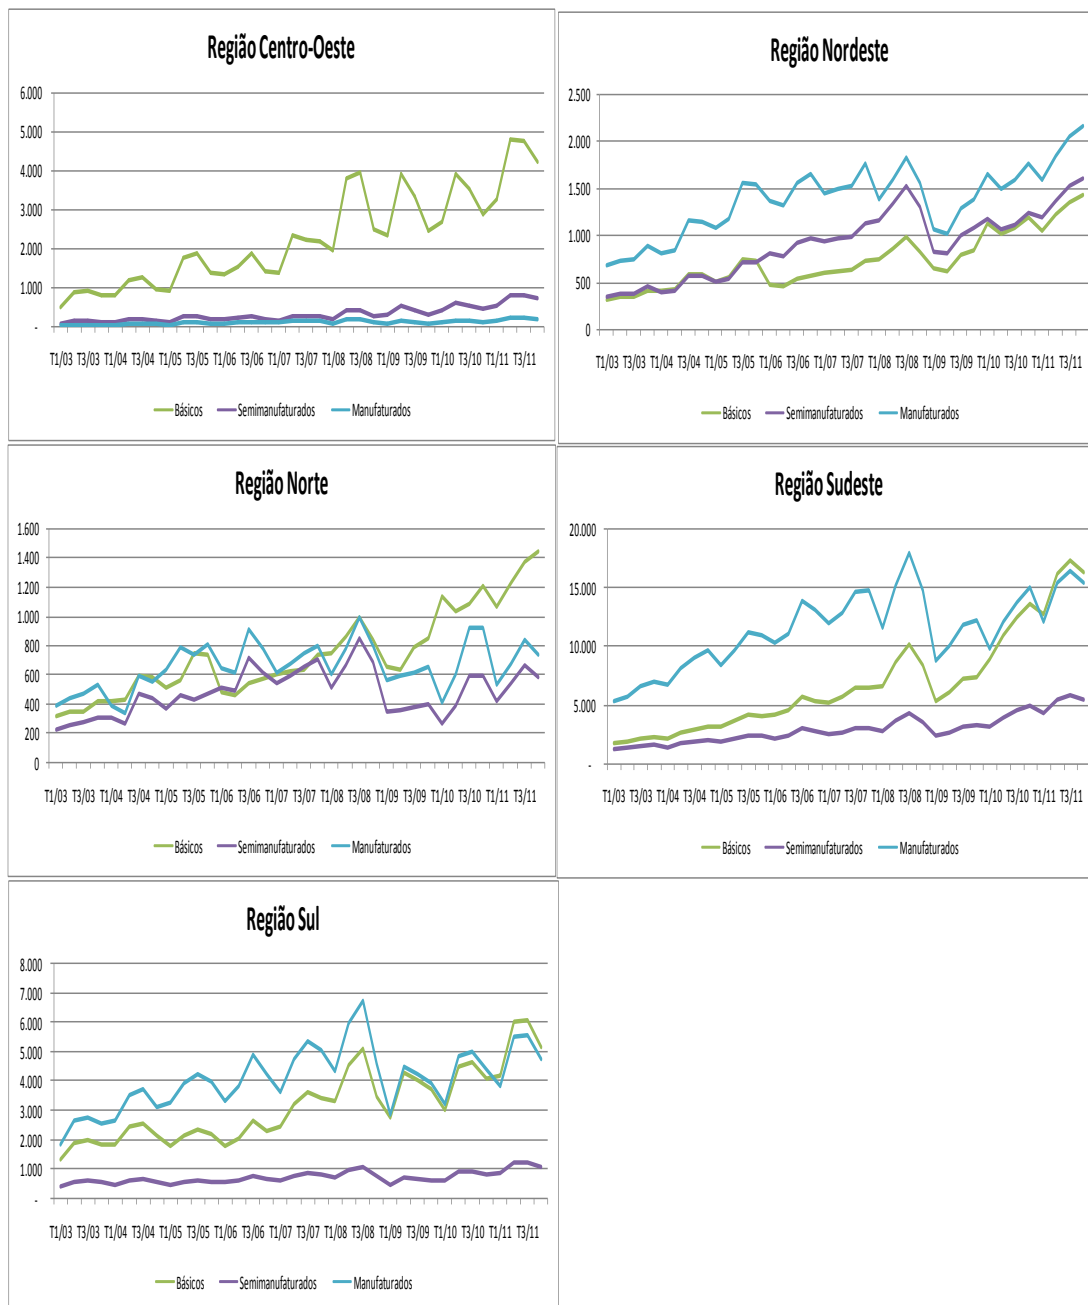 Região Centro-Oeste
6.000
5.000
4.000
3.000
2.000
1.000
-
T1/03 T3/03 T1/04 T3/04 T1/05 T3/05 T1/06 T3/06 T1/07 T3/07 T1/08 T3/08 T1/09 T3/09 T1/10 T3/10 T1/11 T3/11
Básicos Semimanufaturados Manufaturados
Região Nordeste
2.500
2.000
1.500
1.000
500
0
T1/03 T3/03 T1/04 T3/04 T1/05 T3/05 T1/06 T3/06 T1/07 T3/07 T1/08 T3/08 T1/09 T3/09 T1/10 T3/10 T1/11 T3/11
Básicos Semimanufaturados Manufaturados
Região Norte
1.600
1.400
1.200
1.000
800
600
400
200
0
T1/03 T3/03 T1/04 T3/04 T1/05 T3/05 T1/06 T3/06 T1/07 T3/07 T1/08 T3/08 T1/09 T3/09 T1/10 T3/10 T1/11 T3/11
Básicos Semimanufaturados Manufaturados
Região Sudeste
20.000
15.000
10.000
5.000
-
T1/03 T3/03 T1/04 T3/04 T1/05 T3/05 T1/06 T3/06 T1/07 T3/07 T1/08 T3/08 T1/09 T3/09 T1/10 T3/10 T1/11 T3/11
Básicos Semimanufaturados Manufaturados
Região Sul
8.000
7.000
6.000
5.000
4.000
3.000
2.000
1.000
-
T1/03 T3/03 T1/04 T3/04 T1/05 T3/05 T1/06 T3/06 T1/07 T3/07 T1/08 T3/08 T1/09 T3/09 T1/10 T3/10 T1/11 T3/11
Básicos Semimanufaturados Manufaturados